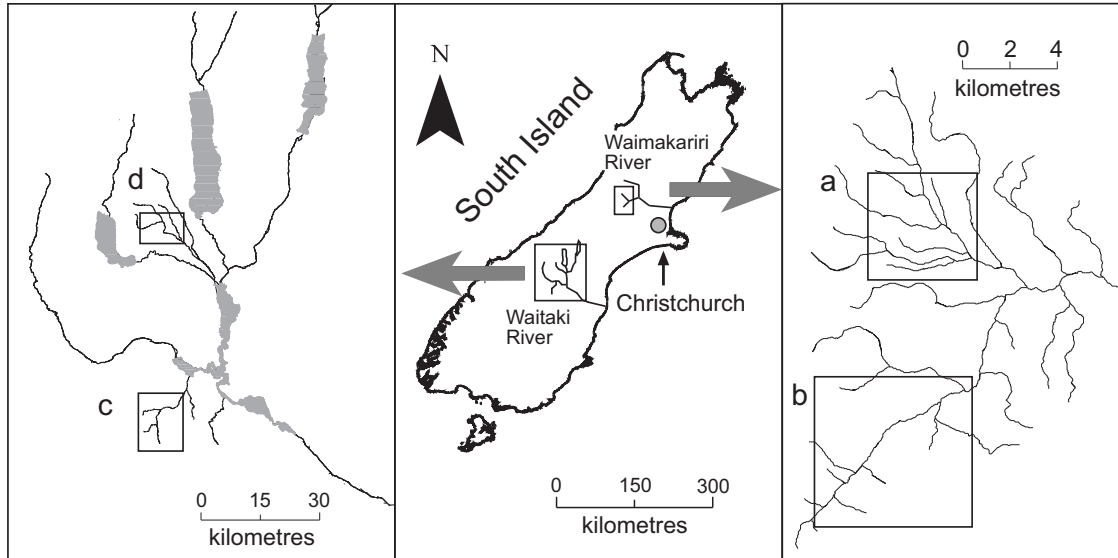 d
c
0 15 30
kilometres
N
South Island
Waimakariri
River
Christchurch
Waitaki
River
0 150 300
kilometres
0 2 4
kilometres
a
b